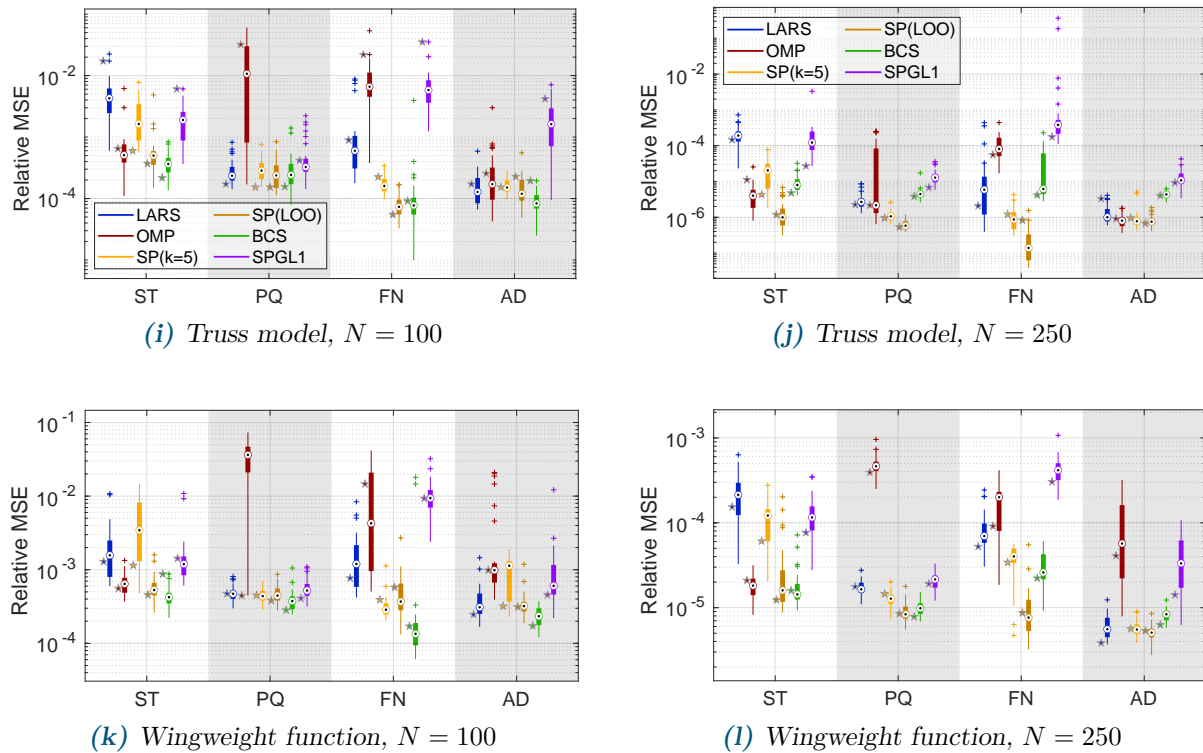 Relative MSE
10^-2
10^-4
LARS SP(LOO)
OMP BCS
SP(k=5) SPGL1
ST PQ FN AD
(i) Truss model, N = 100
Relative MSE
10^-2
10^-4
10^-6
LARS SP(LOO)
OMP BCS
SP(k=5) SPGL1
ST PQ FN AD
(j) Truss model, N = 250
Relative MSE
10^-1
10^-2
10^-3
10^-4
ST PQ FN AD
(k) Wingweight function, N = 100
Relative MSE
10^-3
10^-4
10^-5
ST PQ FN AD
(l) Wingweight function, N = 250